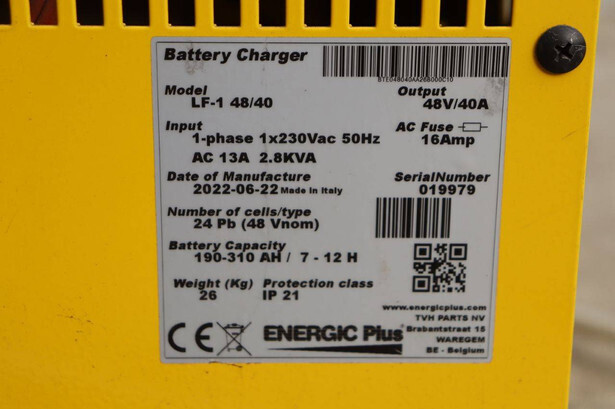 Battery Charger
Model
LF-1 48/40
Output
48V/40A
Input
1-phase 1x230Vac 50Hz
AC 13A 2.8KVA
AC Fuse
16Amp
Date of Manufacture
2022-06-22 Made in Italy
SerialNumber
019979
Number of cells/type
24 Pb (48 Vnom)
Battery Capacity
190-310 AH / 7 - 12 H
Weight (Kg)
26
Protection class
IP 21
www.energicplus.com
TVH PARTS NV
Brabantstraat 15
WAREGEM
BE - Belgium
CE
ENERGIC Plus